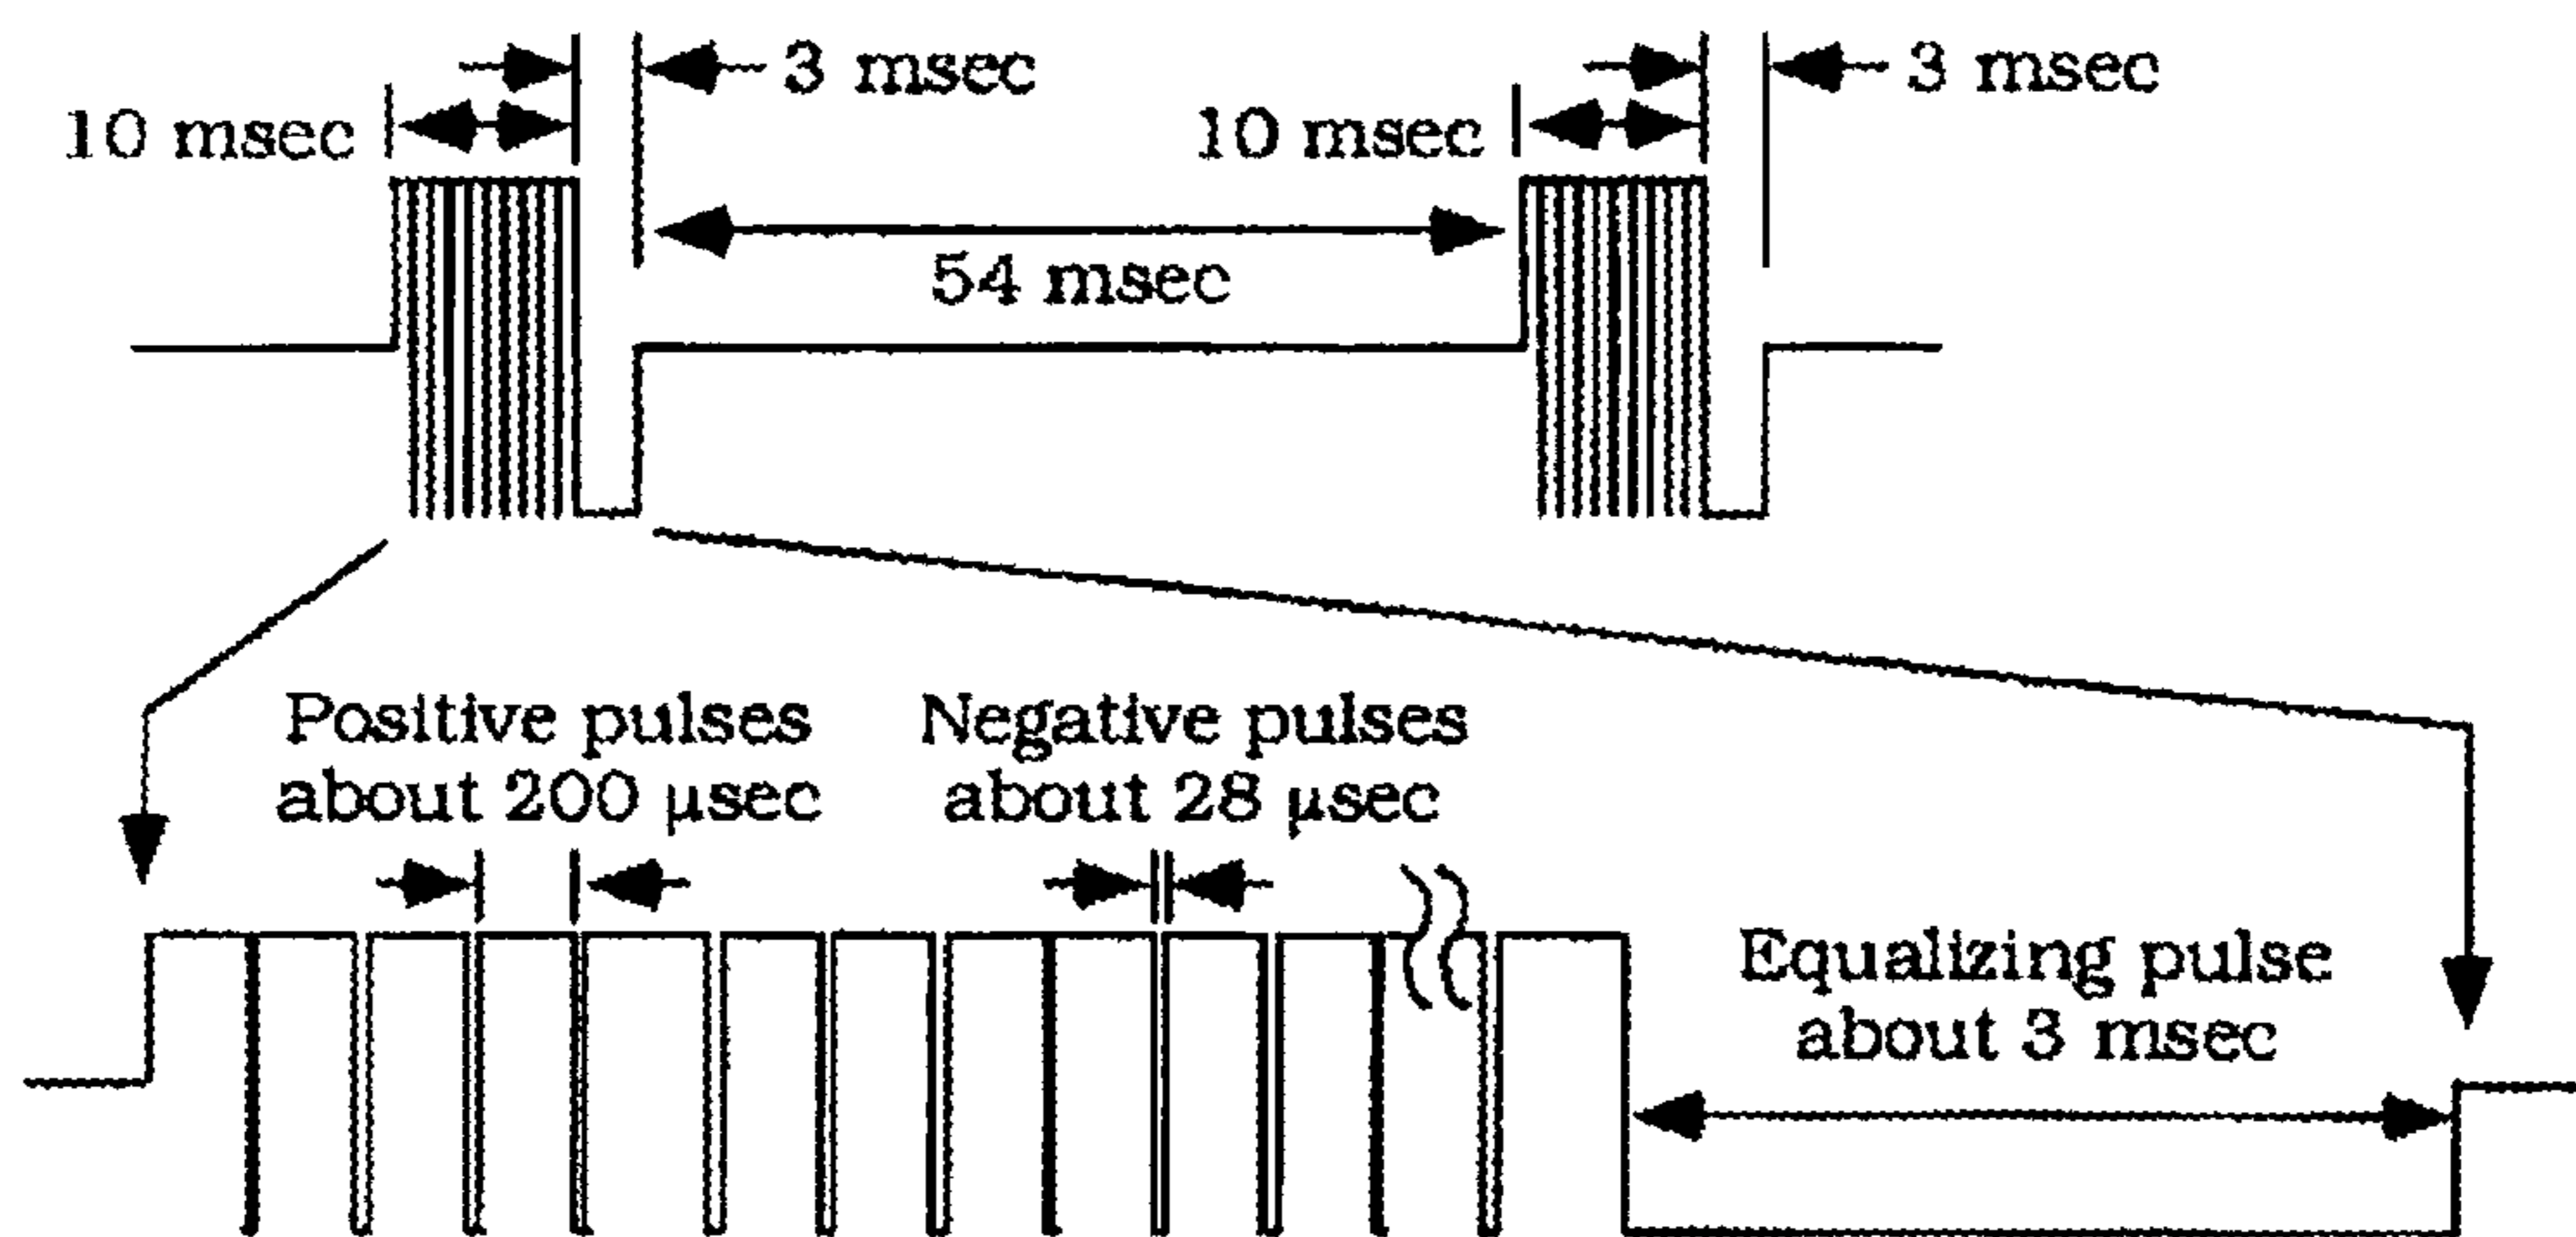 3 msec
3 msec
10 msec
10 msec
54 msec
Positive pulses
about 200 μsec
Negative pulses
about 28 μsec
Equalizing pulse
about 3 msec